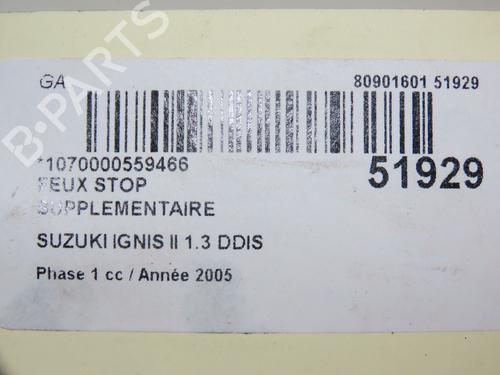 GA
80901601 51929
*1070000559466
51929
FEUX STOP
SUPPLEMENTAIRE
SUZUKI IGNIS II 1.3 DDIS
Phase 1 cc / Année 2005
B-PARTS